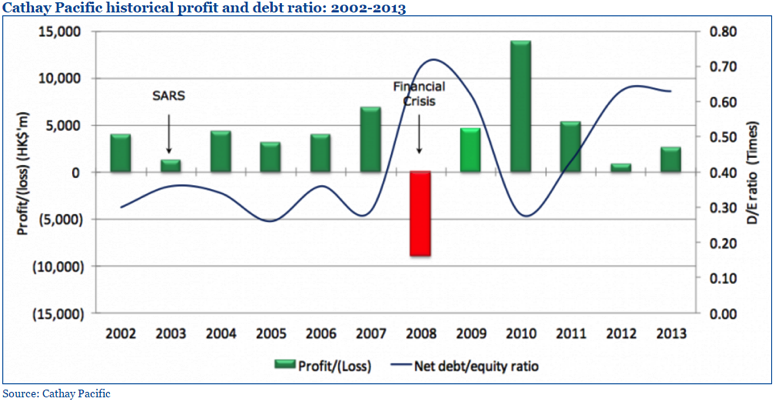 Cathay Pacific historical profit and debt ratio: 2002-2013
15,000
10,000
5,000
0
(5,000)
(10,000)
(15,000)
Profit/(loss) (HK$'m)
SARS
Financial
Crisis
0.80
0.70
0.60
0.50
0.40
0.30
0.20
0.10
0.00
D/E ratio (Times)
2002 2003 2004 2005 2006 2007 2008 2009 2010 2011 2012 2013
Profit/(Loss) Net debt/equity ratio
Source: Cathay Pacific